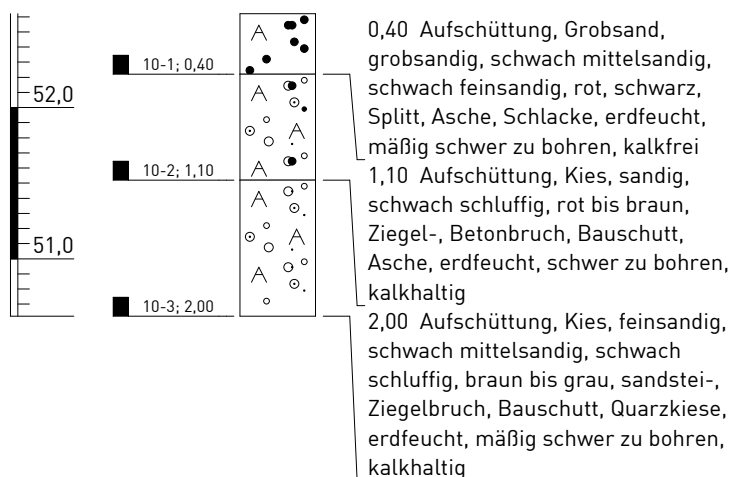 0,40 Aufschüttung, Grobsand,
grobsandig, schwach mittelsandig,
schwach feinsandig, rot, schwarz,
Splitt, Asche, Schlacke, erdfeucht,
mäßig schwer zu bohren, kalkfrei
10-1; 0,40
52,0
1,10 Aufschüttung, Kies, sandig,
schwach schluffig, rot bis braun,
Ziegel-, Betonbruch, Bauschutt,
Asche, erdfeucht, schwer zu bohren,
kalkhaltig
10-2; 1,10
51,0
2,00 Aufschüttung, Kies, feinsandig,
schwach mittelsandig, schwach
schluffig, braun bis grau, sandstei-,
Ziegelbruch, Bauschutt, Quarzkiese,
erdfeucht, mäßig schwer zu bohren,
kalkhaltig
10-3; 2,00